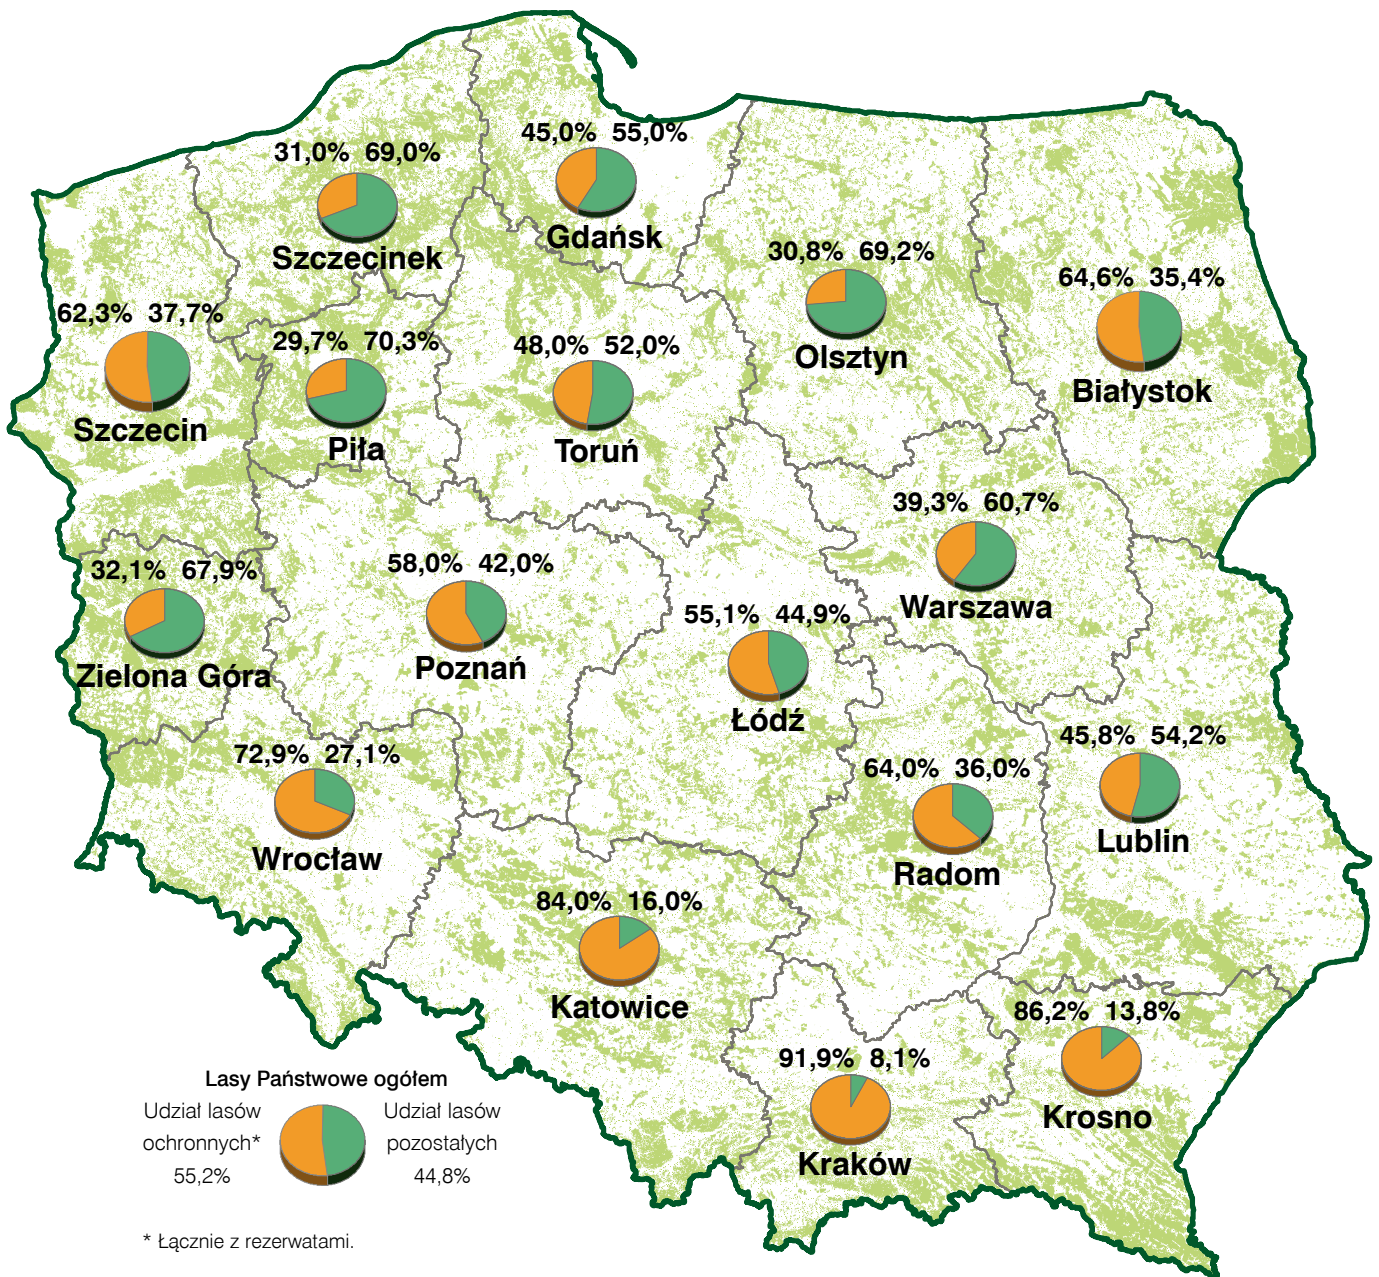 45,0% 55,0%
Gdańsk
31,0% 69,0%
Szczecinek
30,8% 69,2%
Olsztyn
64,6% 35,4%
Białystok
62,3% 37,7%
Szczecin
29,7% 70,3%
Piła
48,0% 52,0%
Toruń
39,3% 60,7%
Warszawa
32,1% 67,9%
Zielona Góra
58,0% 42,0%
Poznań
55,1% 44,9%
Łódź
72,9% 27,1%
Wrocław
64,0% 36,0%
Radom
45,8% 54,2%
Lublin
84,0% 16,0%
Katowice
86,2% 13,8%
Krosno
91,9% 8,1%
Kraków
Lasy Państwowe ogółem
Udział lasów
ochronnych*
55,2%
Udział lasów
pozostałych
44,8%
* Łącznie z rezerwatami.